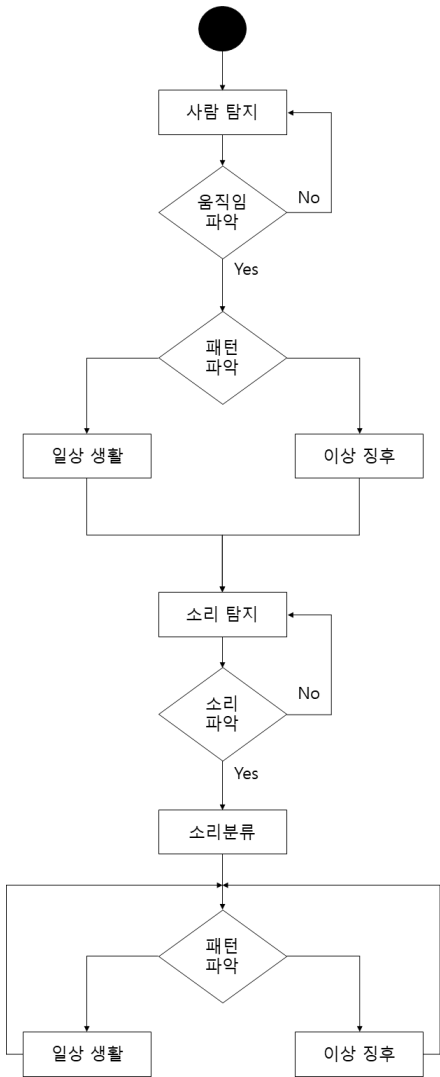 사람 탐지
움직임
파악
No
Yes
패턴
파악
일상 생활
이상 징후
소리 탐지
소리
파악
No
Yes
소리분류
패턴
파악
일상 생활
이상 징후